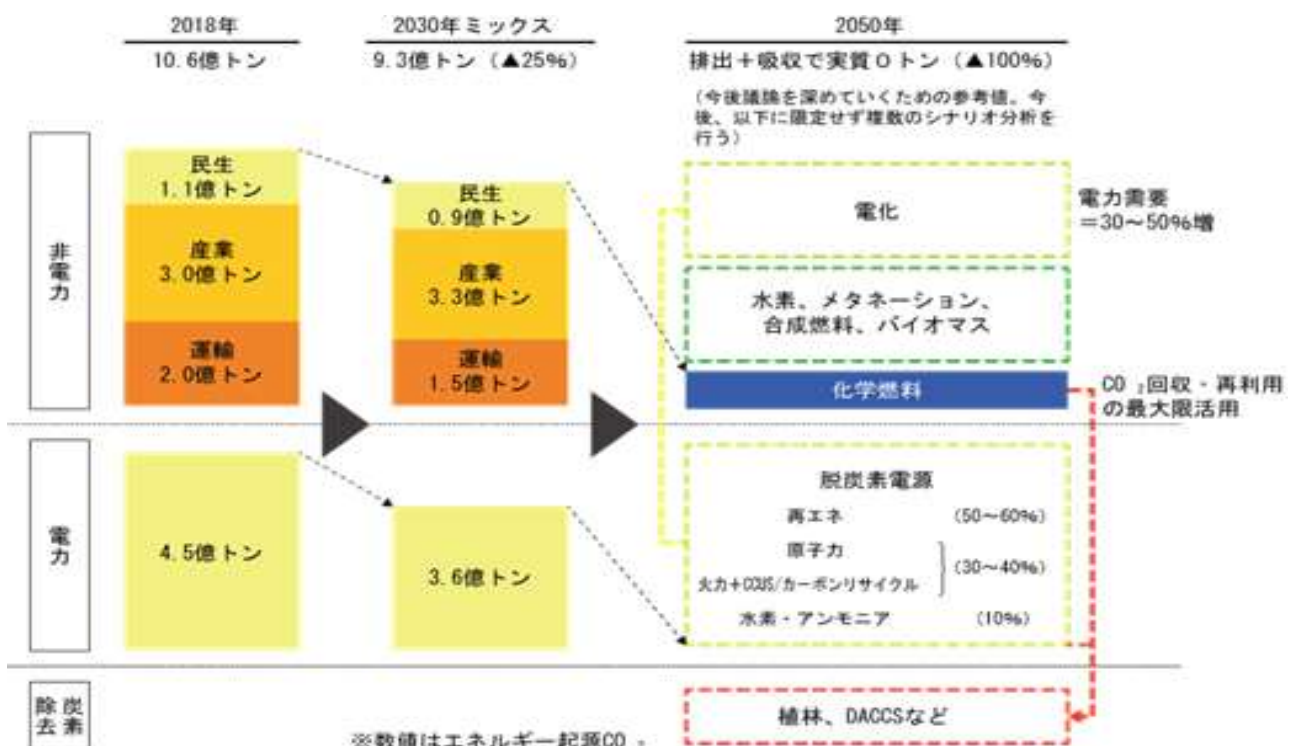 2018年
10.6億トン
2030年ミックス
9.3億トン（▲25%）
2050年
排出＋吸収で実質０トン（▲100%）
（今後議論を深めていくための参考値。今
後、以下に限定せず複数のシナリオ分析を
行う）
非電力
民生
1.1億トン
産業
3.0億トン
運輸
2.0億トン
民生
0.9億トン
産業
3.3億トン
運輸
1.5億トン
電化
電力需要
＝30～50%増
水素、メタネーション、
合成燃料、バイオマス
化学燃料
CO₂回収・再利用
の最大限活用
電力
4.5億トン
3.6億トン
脱炭素電源
再エネ （50～60%）
原子力
（30～40%）
火力＋CCUS/カーボンリサイクル
水素・アンモニア （10%）
炭素
除去
植林、DACCSなど
※数値はエネルギー起源CO₂